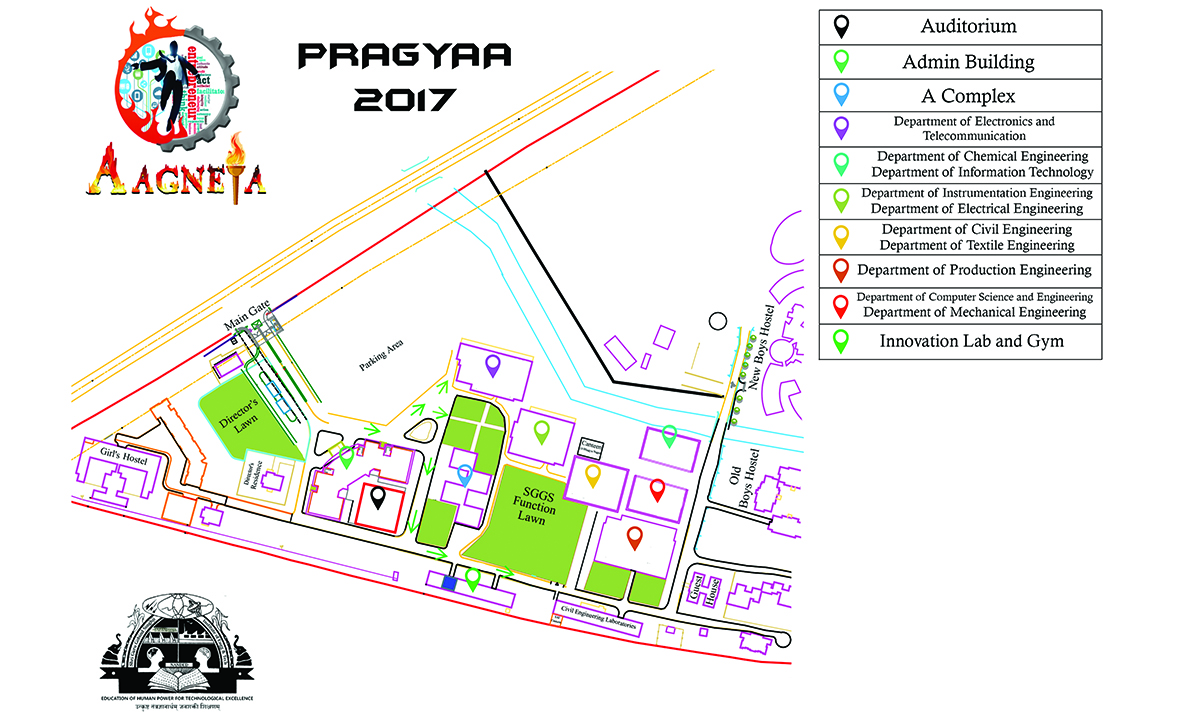 PRAGYAA
2017
entrepreneur
Act
facilitate
AAGNEYA
Auditorium
Admin Building
A Complex
Department of Electronics and
Telecommunication
Department of Chemical Engineering
Department of Information Technology
Department of Instrumentation Engineering
Department of Electrical Engineering
Department of Civil Engineering
Department of Textile Engineering
Department of Production Engineering
Department of Computer Science and Engineering
Department of Mechanical Engineering
Innovation Lab and Gym
Main Gate
Parking Area
New Boys Hostel
Director's
Lawn
Girl's Hostel
Director's
Residence
Canteen
SGGS
Function
Lawn
Old
Boys Hostel
Guest
House
Civil Engineering Laboratories
NANDED
EDUCATION OF HUMAN POWER FOR TECHNOLOGICAL EXCELLENCE